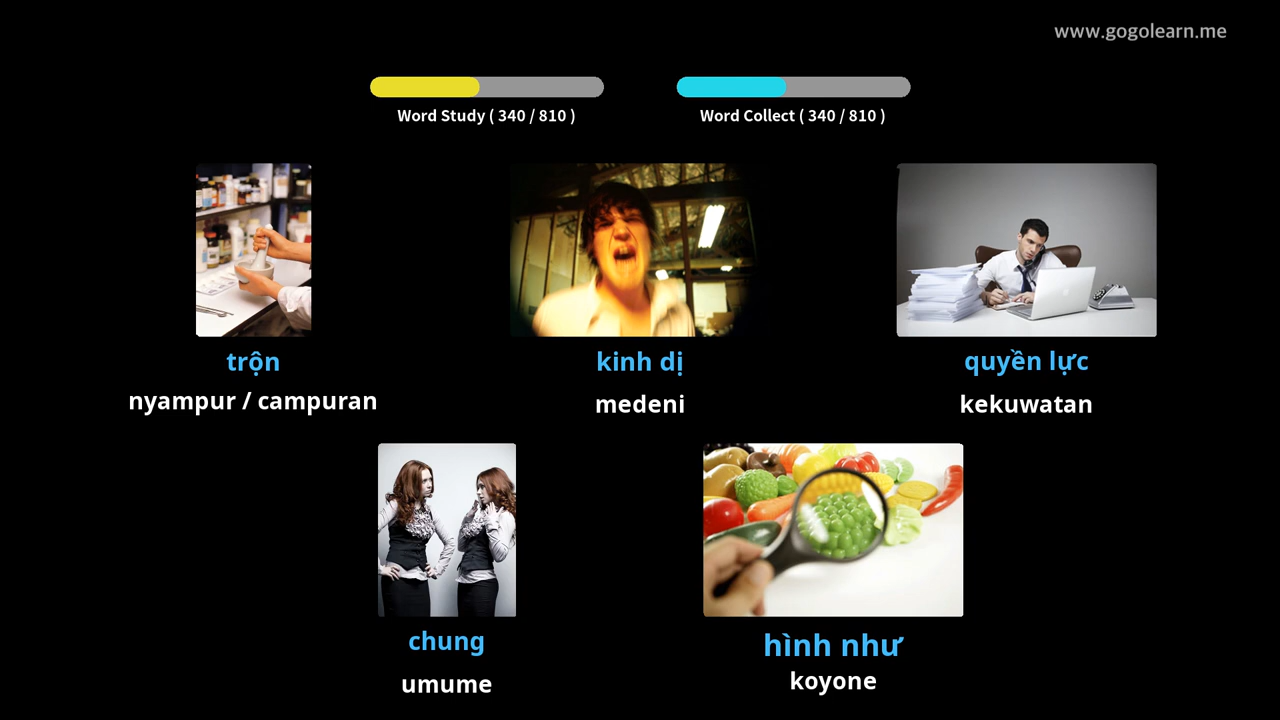 www.gogolearn.me
Word Study ( 340 / 810 )
Word Collect ( 340 / 810 )
trộn
nyampur / campuran
kinh dị
medeni
quyền lực
kekuwatan
chung
umume
hình như
koyone